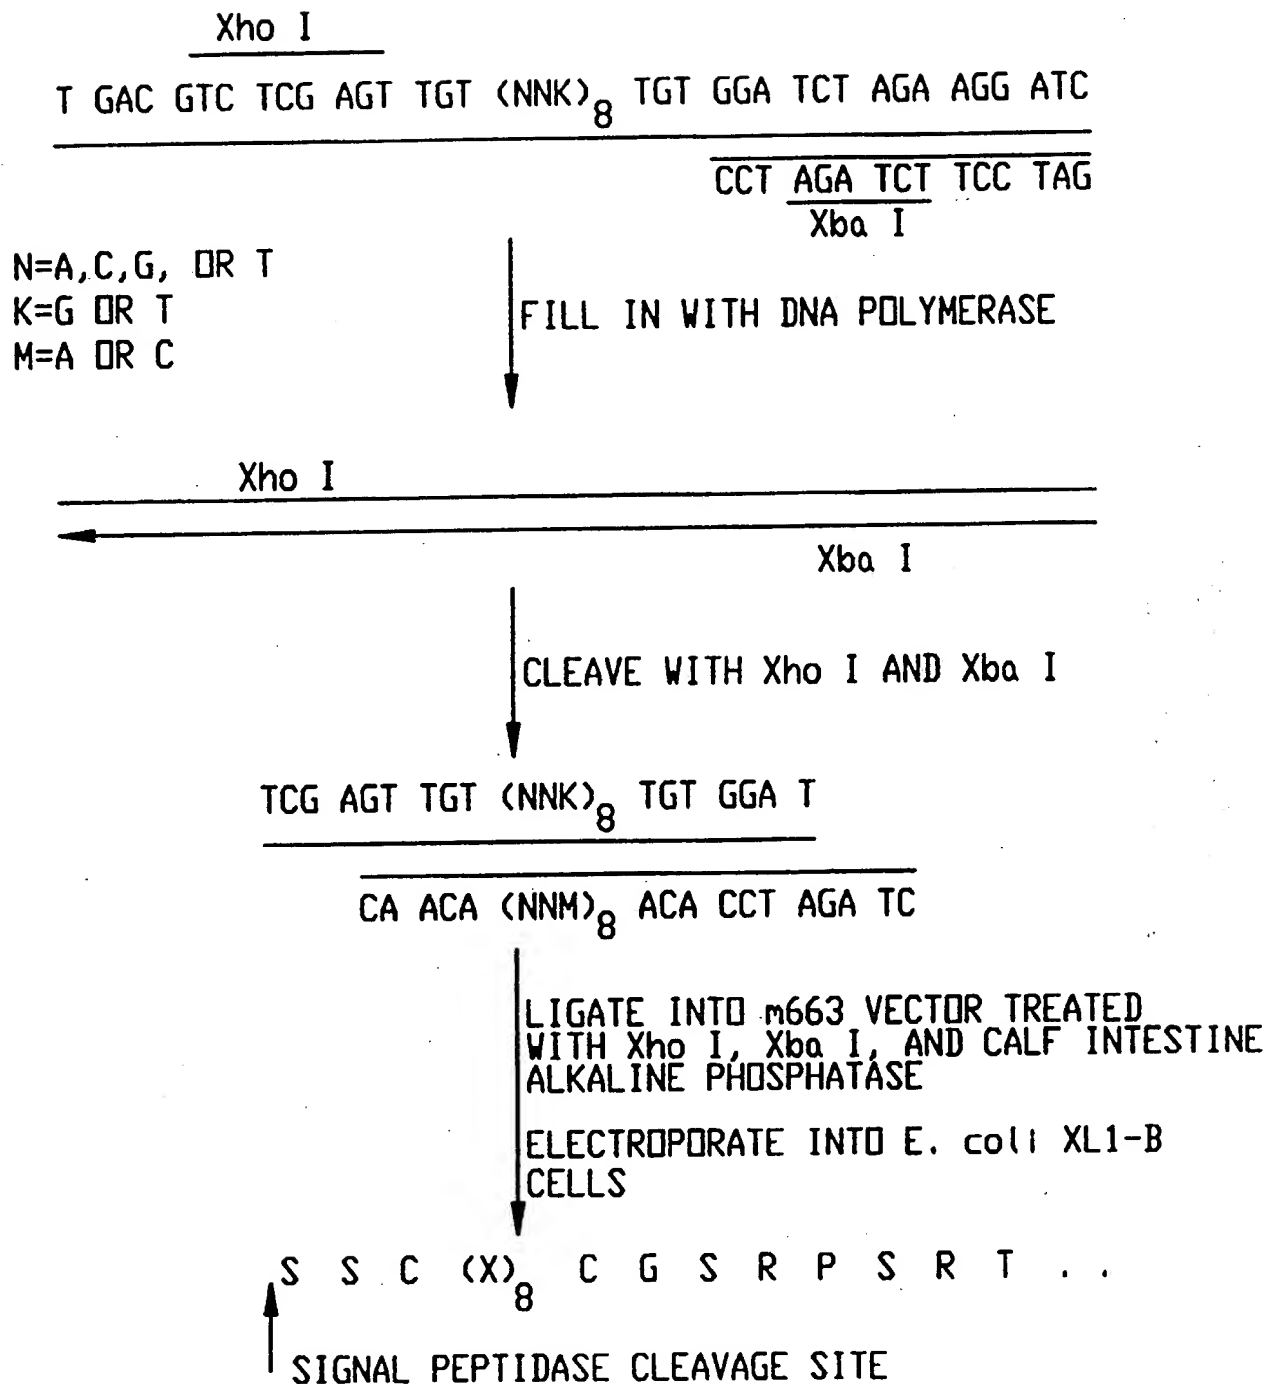 Xho I
T GAC GTC TCG AGT TGT (NNK)8 TGT GGA TCT AGA AGG ATC
CCT AGA TCT TCC TAG
Xba I
N=A,C,G, OR T
K=G OR T
M=A OR C
FILL IN WITH DNA POLYMERASE
Xho I
Xba I
CLEAVE WITH Xho I AND Xba I
TCG AGT TGT (NNK)8 TGT GGA T
CA ACA (NNM)8 ACA CCT AGA TC
LIGATE INTO m663 VECTOR TREATED
WITH Xho I, Xba I, AND CALF INTESTINE
ALKALINE PHOSPHATASE
ELECTROPORATE INTO E. coli XL1-B
CELLS
S S C (X)8 C G S R P S R T . .
SIGNAL PEPTIDASE CLEAVAGE SITE